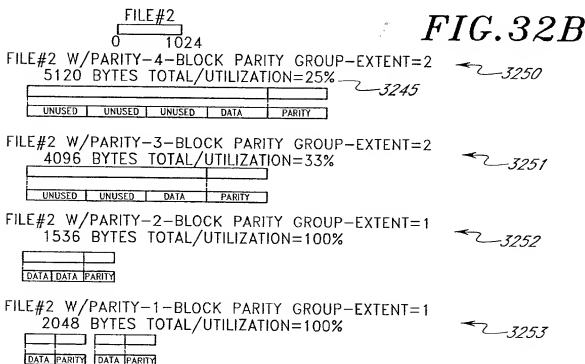 FILE#2
0 1024
FIG.32B
FILE#2 W/PARITY-4-BLOCK PARITY GROUP-EXTENT=2
5120 BYTES TOTAL/UTILIZATION=25%
3250
3245
UNUSED UNUSED UNUSED DATA PARITY
FILE#2 W/PARITY-3-BLOCK PARITY GROUP-EXTENT=2
4096 BYTES TOTAL/UTILIZATION=33%
3251
UNUSED UNUSED DATA PARITY
FILE#2 W/PARITY-2-BLOCK PARITY GROUP-EXTENT=1
1536 BYTES TOTAL/UTILIZATION=100%
3252
DATA DATA PARITY
FILE#2 W/PARITY-1-BLOCK PARITY GROUP-EXTENT=1
2048 BYTES TOTAL/UTILIZATION=100%
3253
DATA PARITY DATA PARITY